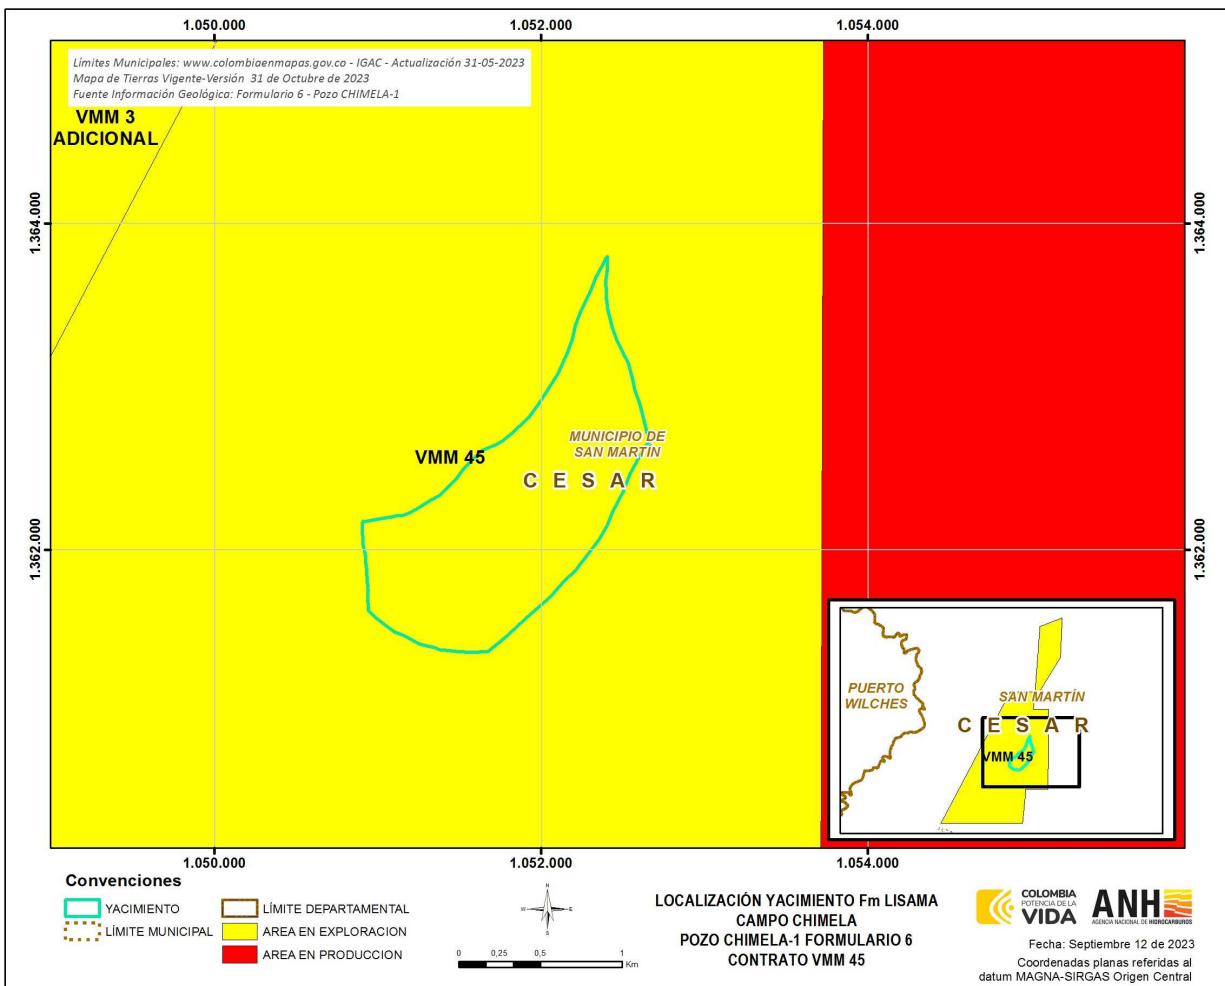 1.050.000
1.052.000
1.054.000
Límites Municipales: www.colombiaenmapas.gov.co - IGAC - Actualización 31-05-2023
Mapa de Tierras Vigente-Versión 31 de Octubre de 2023
Fuente Información Geológica: Formulario 6 - Pozo CHIMELA-1
VMM 3
ADICIONAL
1.364.000
1.364.000
MUNICIPIO DE
SAN MARTÍN
VMM 45
C E S A R
1.362.000
1.362.000
PUERTO
WILCHES
SAN MARTÍN
C E S A R
VMM 45
1.050.000
1.052.000
1.054.000
Convenciones
YACIMIENTO
LÍMITE MUNICIPAL
LÍMITE DEPARTAMENTAL
AREA EN EXPLORACION
AREA EN PRODUCCION
N
W
E
S
0
0,25
0,5
1
Km
LOCALIZACIÓN YACIMIENTO Fm LISAMA
CAMPO CHIMELA
POZO CHIMELA-1 FORMULARIO 6
CONTRATO VMM 45
COLOMBIA
POTENCIA DE LA
VIDA
ANH
AGENCIA NACIONAL DE HIDROCARBUROS
Fecha: Septiembre 12 de 2023
Coordenadas planas referidas al
datum MAGNA-SIRGAS Origen Central